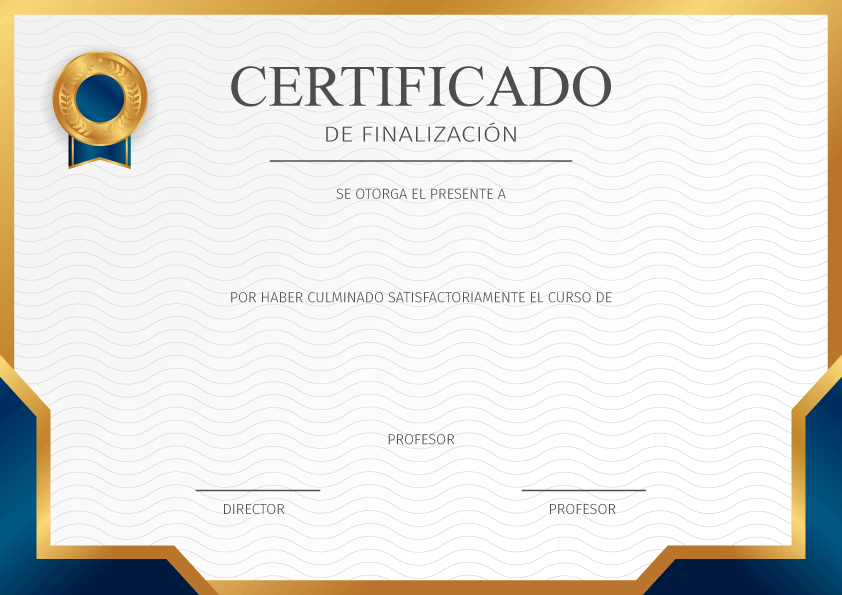 CERTIFICADO
DE FINALIZACIÓN
SE OTORGA EL PRESENTE A
POR HABER CULMINADO SATISFACTORIAMENTE EL CURSO DE
PROFESOR
DIRECTOR
PROFESOR